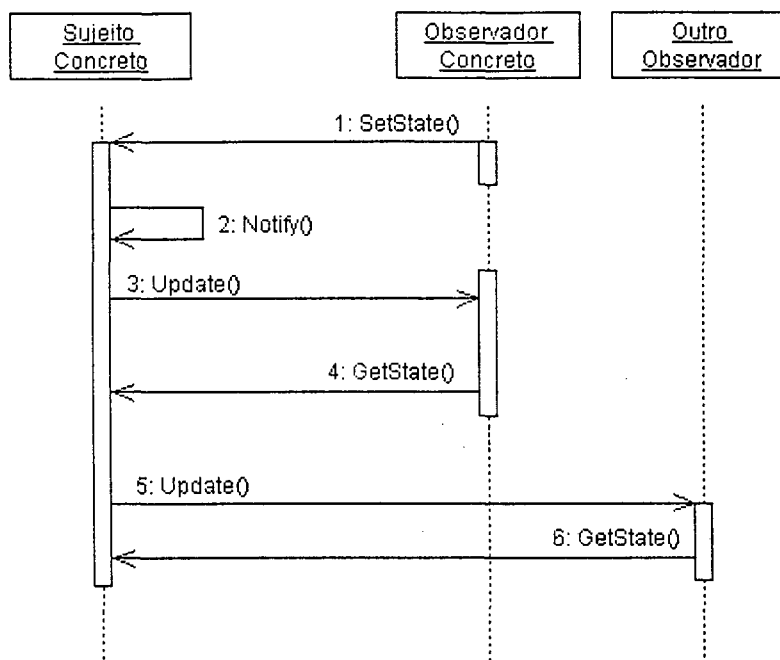 Sujeito
Concreto
Observador
Concreto
Outro
Observador
1: SetState()
2: Notify()
3: Update()
4: GetState()
5: Update()
6: GetState()